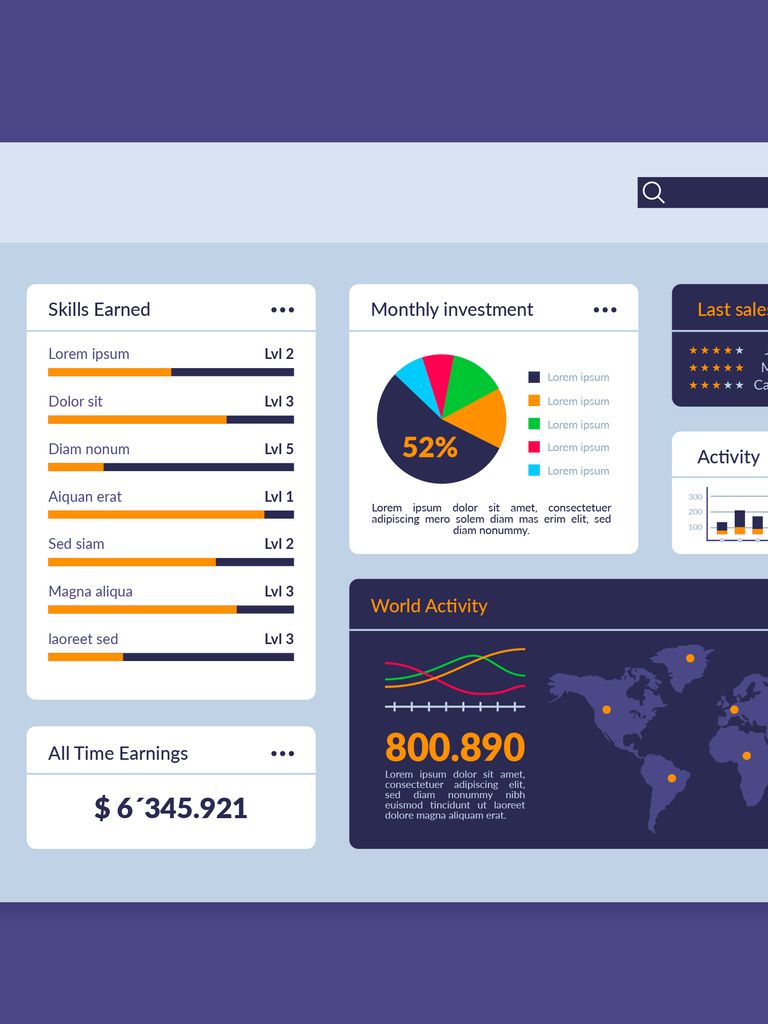 Skills Earned
Lorem ipsum Lvl 2
Dolor sit Lvl 3
Diam nonum Lvl 5
Aiquan erat Lvl 1
Sed siam Lvl 2
Magna aliqua Lvl 3
laoreet sed Lvl 3
All Time Earnings
$ 6´345.921
Monthly investment
52%
Lorem ipsum
Lorem ipsum
Lorem ipsum
Lorem ipsum
Lorem ipsum
Lorem ipsum dolor sit amet, consectetuer
adipiscing mero solem diam mas erim elit, sed
diam nonummy.
Last sales
M
Ca
Activity
300
200
100
World Activity
800.890
Lorem ipsum dolor sit amet,
consectetuer adipiscing elit,
sed diam nonummy nibh
euismod tincidunt ut laoreet
dolore magna aliquam erat.